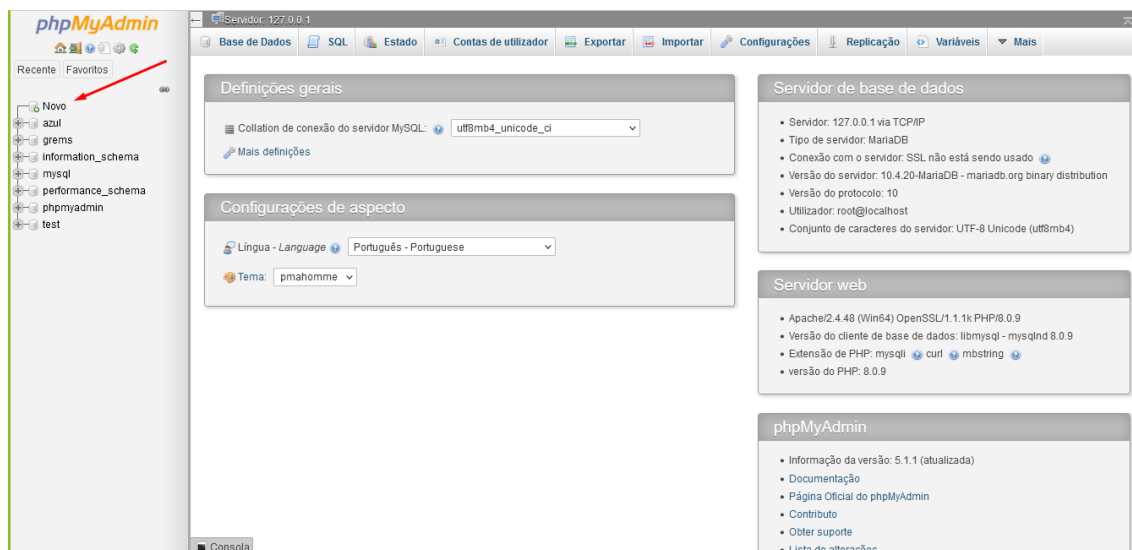 phpMyAdmin
Recente Favoritos
Novo
azul
grems
information_schema
mysql
performance_schema
phpmyadmin
test
Servidor: 127.0.0.1
Base de Dados SQL Estado Contas de utilizador Exportar Importar Configurações Replicação Variáveis Mais
Definições gerais
Collation de conexão do servidor MySQL: utf8mb4_unicode_ci
Mais definições
Configurações de aspecto
Língua - Language Português - Portuguese
Tema: pmahomme
Servidor de base de dados
• Servidor: 127.0.0.1 via TCP/IP
• Tipo de servidor: MariaDB
• Conexão com o servidor: SSL não está sendo usado
• Versão do servidor: 10.4.20-MariaDB - mariadb.org binary distribution
• Versão do protocolo: 10
• Utilizador: root@localhost
• Conjunto de caracteres do servidor: UTF-8 Unicode (utf8mb4)
Servidor web
• Apache/2.4.48 (Win64) OpenSSL/1.1.1k PHP/8.0.9
• Versão do cliente de base de dados: libmysql - mysqlnd 8.0.9
• Extensão de PHP: mysqli curl mbstring
• versão do PHP: 8.0.9
phpMyAdmin
• Informação da versão: 5.1.1 (atualizada)
• Documentação
• Página Oficial do phpMyAdmin
• Contributo
• Obter suporte
• Lista de alterações
Consola